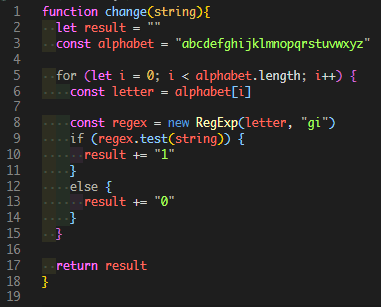 1 function change(string){
2 let result = ""
3 const alphabet = "abcdefghijklmnopqrstuvwxyz"
4
5 for (let i = 0; i < alphabet.length; i++) {
6 const letter = alphabet[i]
7
8 const regex = new RegExp(letter, "gi")
9 if (regex.test(string)) {
10 result += "1"
11 }
12 else {
13 result += "0"
14 }
15 }
16
17 return result
18 }
19